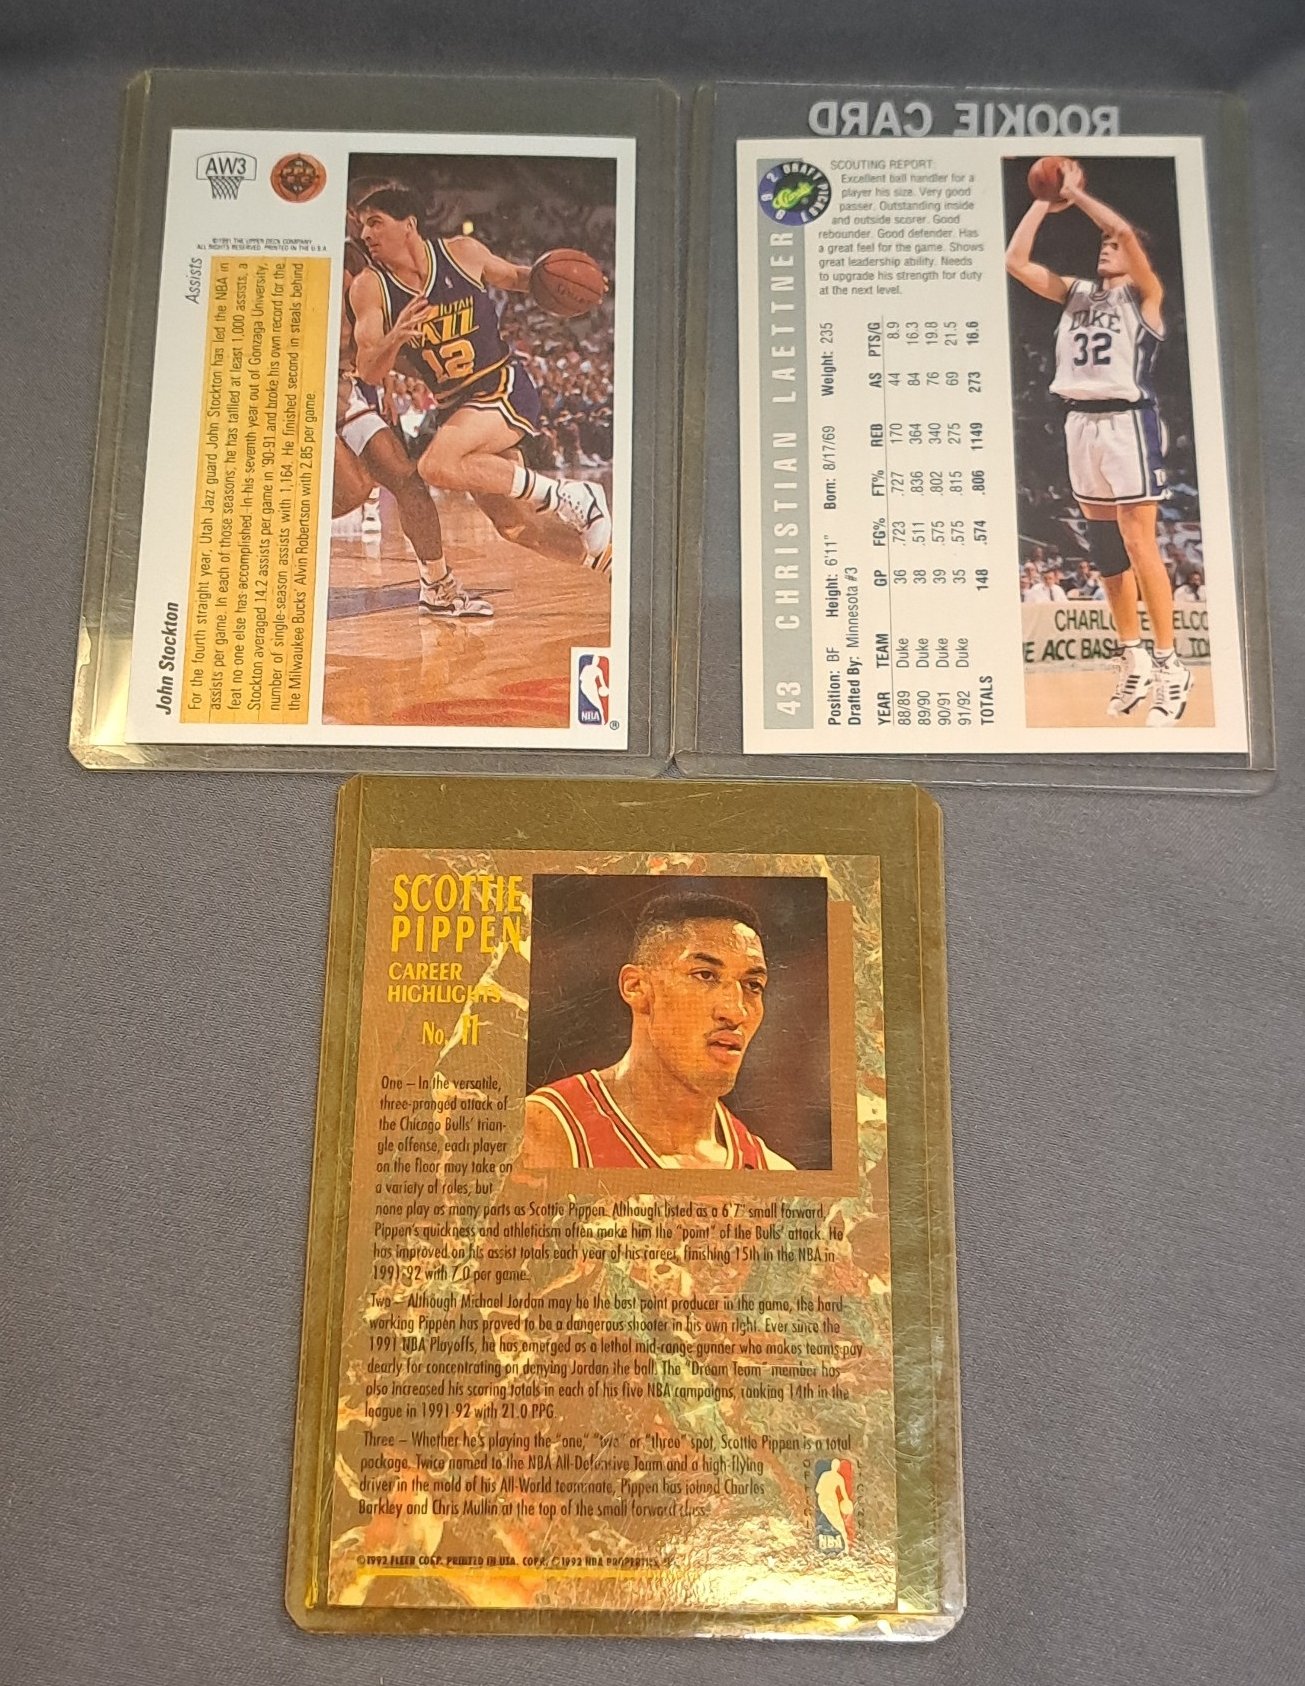 AW3
©1991 THE UPPER DECK COMPANY
ALL RIGHTS RESERVED. PRINTED IN THE U.S.A.
John Stockton
Assists
For the fourth straight year, Utah Jazz guard John Stockton has led the NBA in
assists per game. In each of those seasons, he has tallied at least 1,000 assists, a
feat no one else has accomplished. In his seventh year out of Gonzaga University,
Stockton averaged 14.2 assists per game in '90-91 and broke his own record for the
number of single-season assists with 1,164. He finished second in steals behind
the Milwaukee Bucks' Alvin Robertson with 2.85 per game.
UTAH
JAZZ
12
NBA
®
ROOKIE CARD
43 CHRISTIAN LAETTNER
Classic
92 DRAFT PICKS
SCOUTING REPORT:
Excellent ball handler for a
player his size. Very good
passer. Outstanding inside
and outside scorer. Good
rebounder. Good defender. Has
a great feel for the game. Shows
great leadership ability. Needs
to upgrade his strength for duty
at the next level.
Position: BF Height: 6'11" Born: 8/17/69 Weight: 235
Drafted By: Minnesota #3
YEAR TEAM GP FG% FT% REB AS PTS/G
88/89 Duke 36 .723 .727 170 44 8.9
89/90 Duke 38 .511 .836 364 84 16.3
90/91 Duke 39 .575 .802 340 76 19.8
91/92 Duke 35 .575 .815 275 69 21.5
TOTALS 148 .574 .806 1149 273 16.6
DUKE
32
CHARL TE ELCO
E ACC BAS L TO
SCOTTIE
PIPPEN
CAREER
HIGHLIGHTS
No. 11
One – In the versatile,
three-pronged attack of
the Chicago Bulls' trian-
gle offense, each player
on the floor may take on
a variety of roles, but
none play as many parts as Scottie Pippen. Although listed as a 6'7" small forward,
Pippen's quickness and athleticism often make him the "point" of the Bulls' attack. He
has improved on his assist totals each year of his career, finishing 15th in the NBA in
1991-92 with 7.0 per game.
Two – Although Michael Jordan may be the best point producer in the game, the hard-
working Pippen has proved to be a dangerous shooter in his own right. Ever since the
1991 NBA Playoffs, he has emerged as a lethal mid-range gunner who makes teams pay
dearly for concentrating on denying Jordan the ball. The "Dream Team" member has
also increased his scoring totals in each of his five NBA campaigns, ranking 14th in the
league in 1991-92 with 21.0 PPG.
Three – Whether he's playing the "one," "two" or "three" spot, Scottie Pippen is a total
package. Twice named to the NBA All-Defensive Team and a high-flying
driver in the mold of his All-World teammate, Pippen has joined Charles
Barkley and Chris Mullin at the top of the small forward class.
NBA
©1992 FLEER CORP. PRINTED IN USA. COPR. ©1992 NBA PROPERTIES,